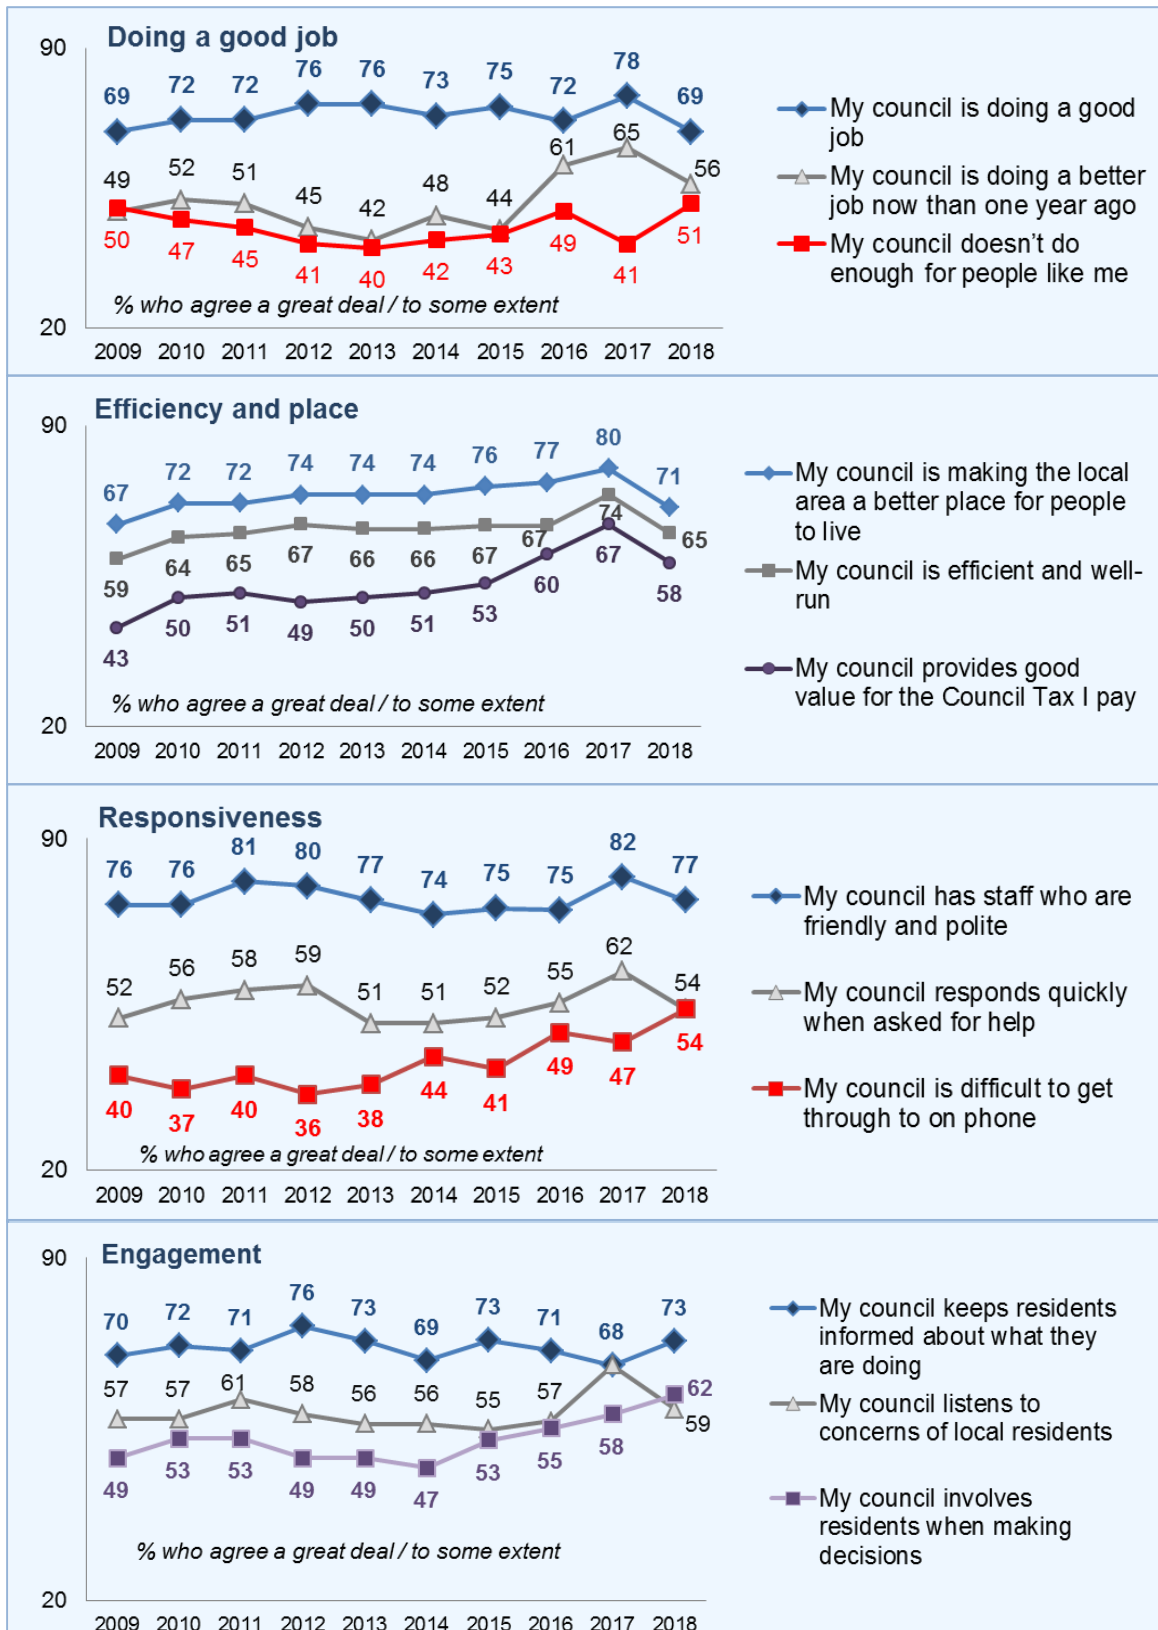 Doing a good job
90
69 72 72 76 76 73 75 72 78 69
49 52 51 45 42 48 44 61 65 56
50 47 45 41 40 42 43 49 41 51
% who agree a great deal / to some extent
20
2009 2010 2011 2012 2013 2014 2015 2016 2017 2018
My council is doing a good
job
My council is doing a better
job now than one year ago
My council doesn't do
enough for people like me
Efficiency and place
90
67 72 72 74 74 74 76 77 80 71
59 64 65 67 66 66 67 67 74 65
43 50 51 49 50 51 53 60 67 58
% who agree a great deal / to some extent
20
2009 2010 2011 2012 2013 2014 2015 2016 2017 2018
My council is making the local
area a better place for people
to live
My council is efficient and well-
run
My council provides good
value for the Council Tax I pay
Responsiveness
90
76 76 81 80 77 74 75 75 82 77
52 56 58 59 51 51 52 55 62 54
40 37 40 36 38 44 41 49 47 54
% who agree a great deal / to some extent
20
2009 2010 2011 2012 2013 2014 2015 2016 2017 2018
My council has staff who are
friendly and polite
My council responds quickly
when asked for help
My council is difficult to get
through to on phone
Engagement
90
70 72 71 76 73 69 73 71 68 73
57 57 61 58 56 56 55 57 59
49 53 53 49 49 47 53 55 58 62
% who agree a great deal / to some extent
20
2009 2010 2011 2012 2013 2014 2015 2016 2017 2018
My council keeps residents
informed about what they
are doing
My council listens to
concerns of local residents
My council involves
residents when making
decisions